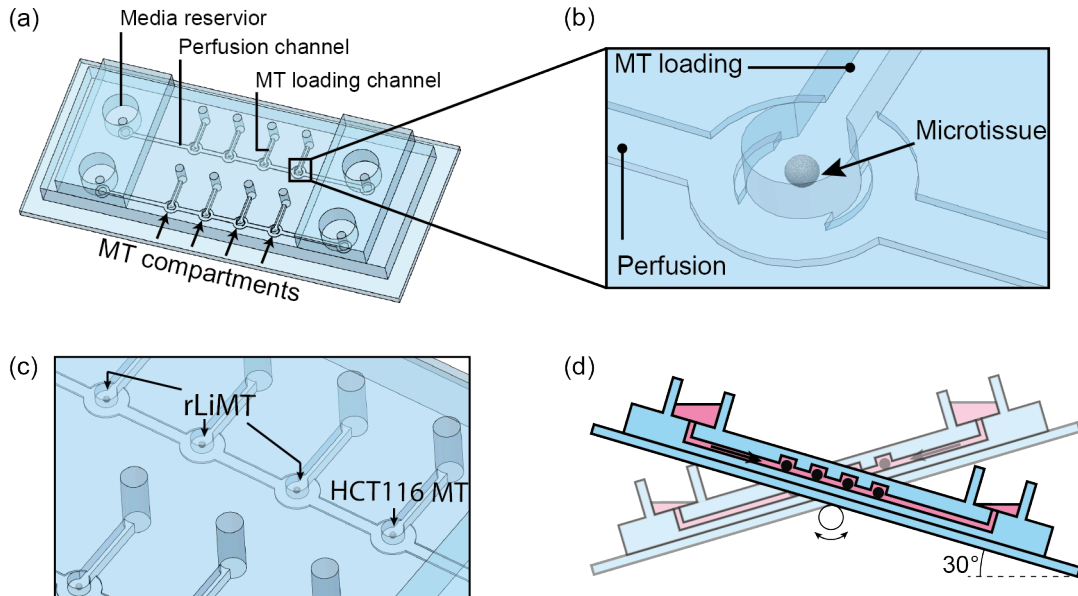 (a)
Media reservior
Perfusion channel
MT loading channel
MT compartments
(b)
MT loading
Microtissue
Perfusion
(c)
rLiMT
HCT116 MT
(d)
30°